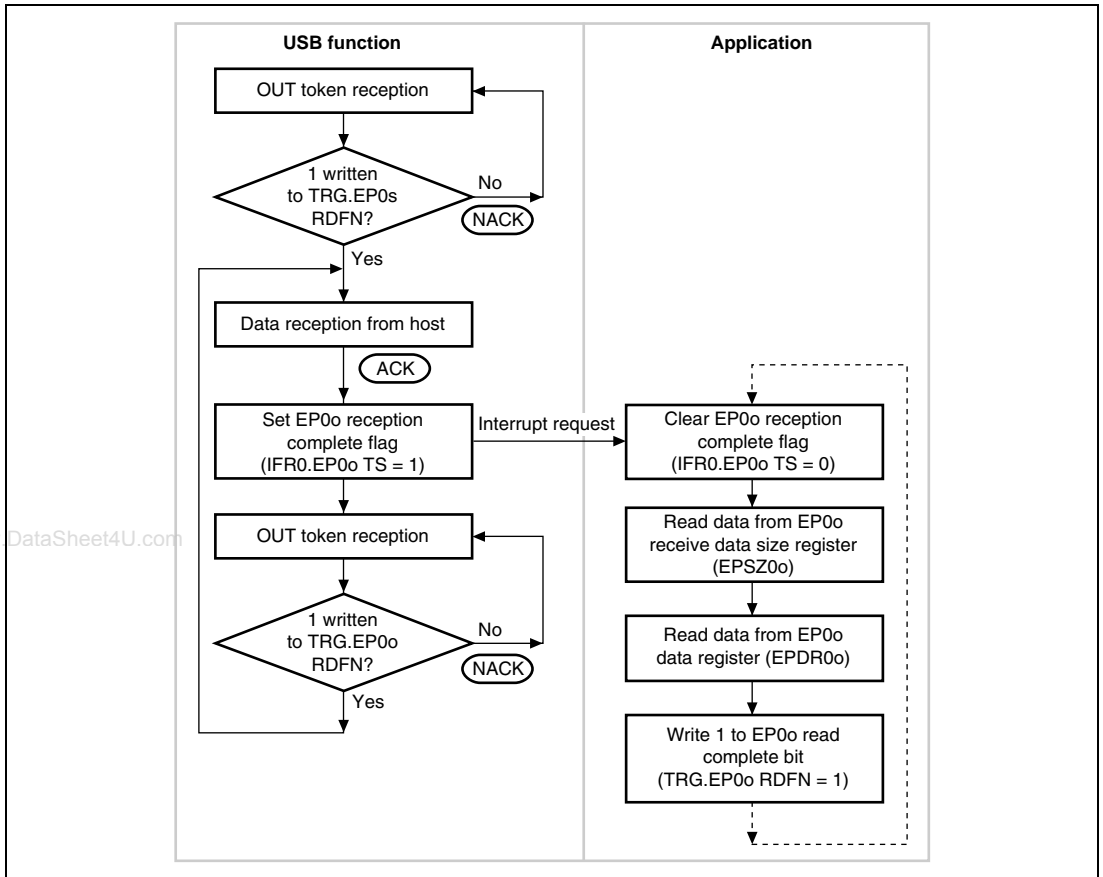 USB function
Application
OUT token reception
1 written
to TRG.EP0s
RDFN?
No
NACK
Yes
Data reception from host
ACK
Set EP0o reception
complete flag
(IFR0.EP0o TS = 1)
Interrupt request
Clear EP0o reception
complete flag
(IFR0.EP0o TS = 0)
OUT token reception
Read data from EP0o
receive data size register
(EPSZ0o)
1 written
to TRG.EP0o
RDFN?
No
NACK
Yes
Read data from EP0o
data register (EPDR0o)
Write 1 to EP0o read
complete bit
(TRG.EP0o RDFN = 1)
.DataSheet4U.com